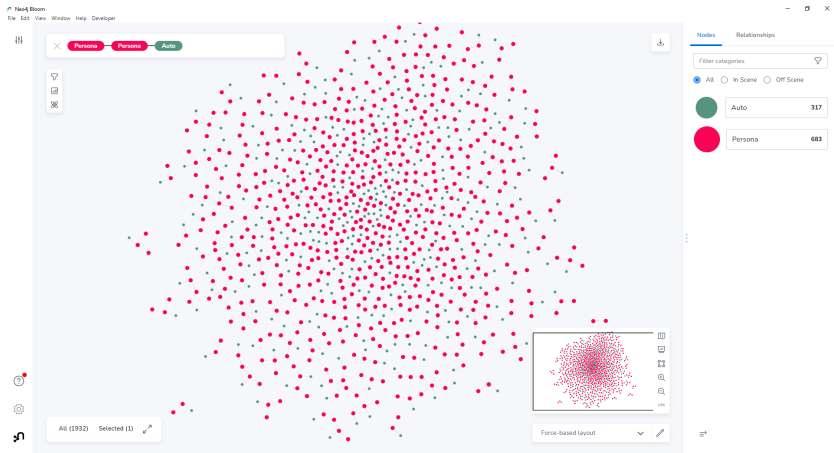 Neo4j Bloom
File Edit View Window Help Developer
Persona Persona Auto
Nodes Relationships
Filter categories
All In Scene Off Scene
Auto 317
Persona 683
All (1932) Selected (1)
Force-based layout